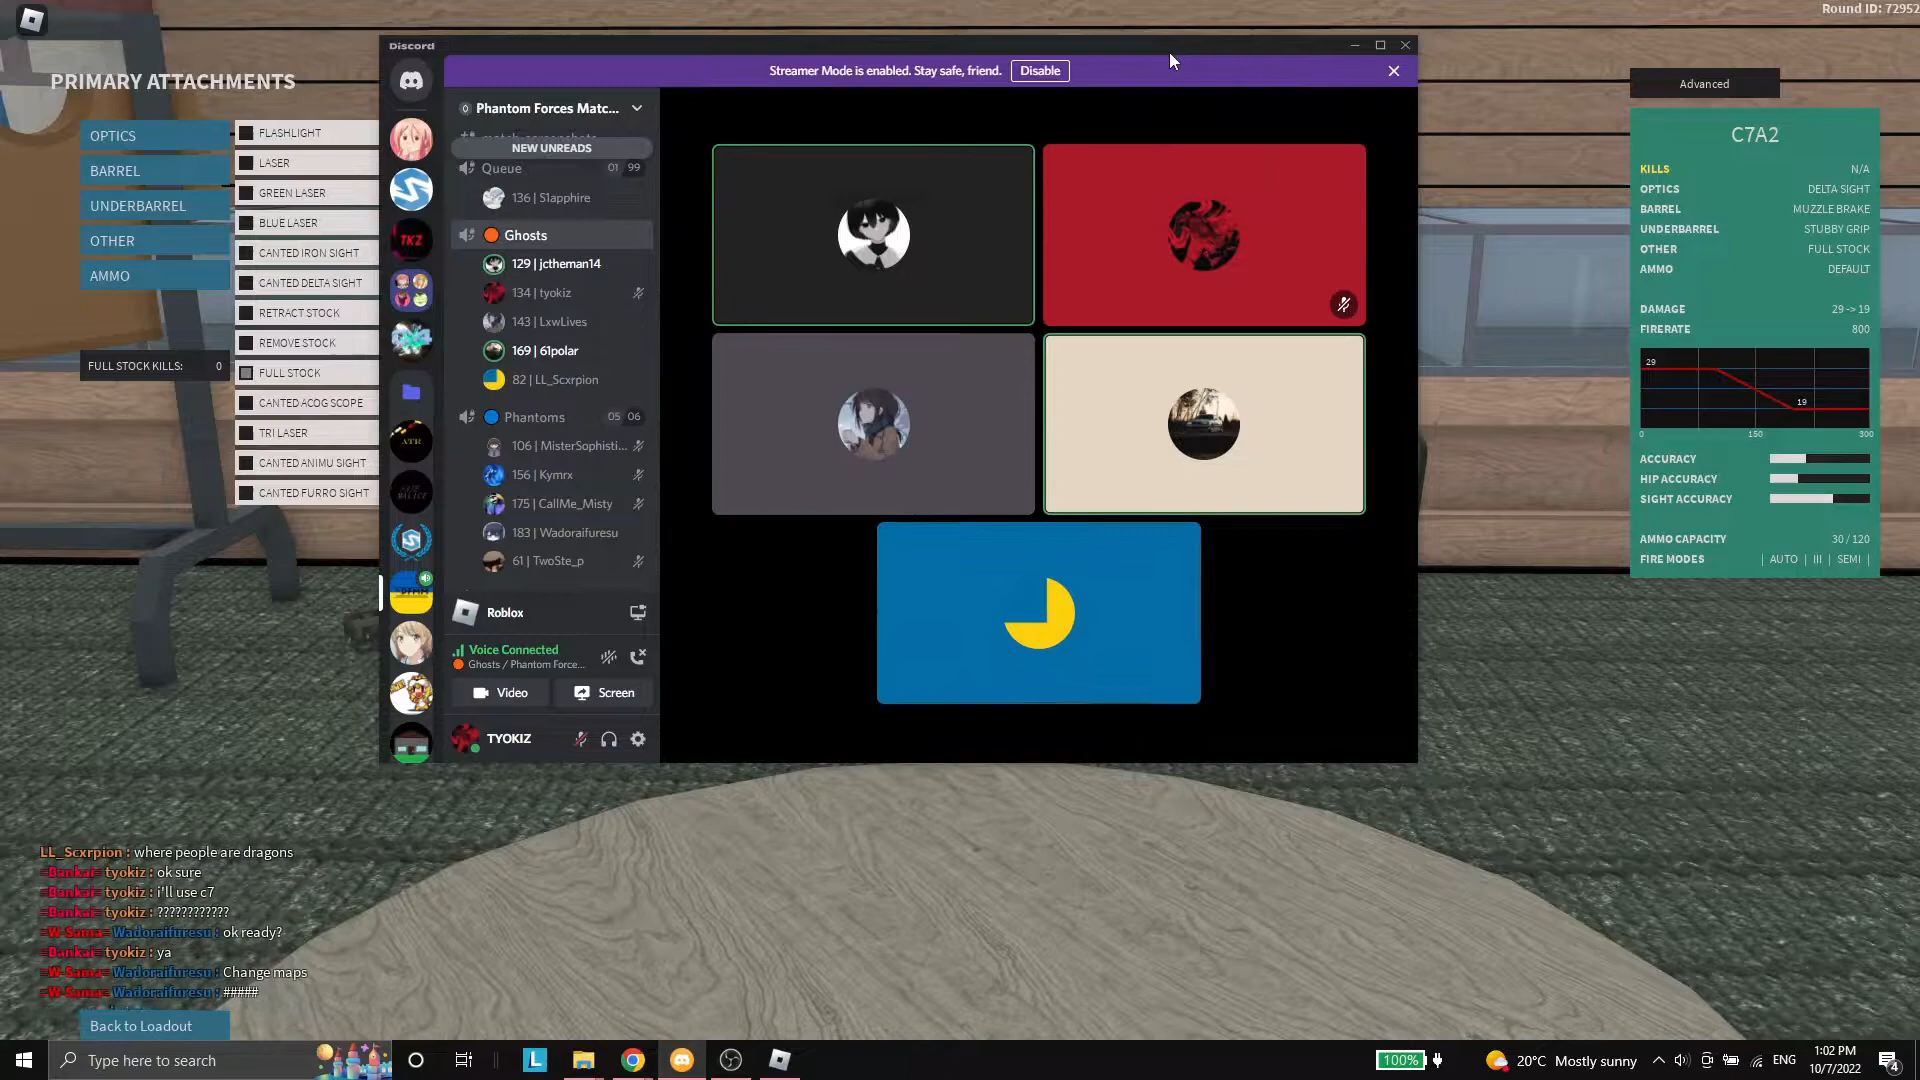 Round ID: 72952
Discord
Streamer Mode is enabled. Stay safe, friend.
Disable
PRIMARY ATTACHMENTS
OPTICS
BARREL
UNDERBARREL
OTHER
AMMO
FULL STOCK KILLS: 0
FLASHLIGHT
LASER
GREEN LASER
BLUE LASER
CANTED IRON SIGHT
CANTED DELTA SIGHT
RETRACT STOCK
REMOVE STOCK
FULL STOCK
CANTED ACOG SCOPE
TRI LASER
CANTED ANIMU SIGHT
CANTED FURRO SIGHT
TKZ
ATR
Phantom Forces Matc...
match-screenshots
NEW UNREADS
Queue 01 99
136 | S1apphire
Ghosts
129 | jctheman14
134 | tyokiz
143 | LxwLives
169 | 61polar
82 | LL_Scxrpion
Phantoms 05 06
106 | MisterSophisti...
156 | Kymrx
175 | CallMe_Misty
183 | Wadoraifuresu
61 | TwoSte_p
Roblox
Voice Connected
Ghosts / Phantom Force...
Video
Screen
TYOKIZ
Advanced
C7A2
KILLS N/A
OPTICS DELTA SIGHT
BARREL MUZZLE BRAKE
UNDERBARREL STUBBY GRIP
OTHER FULL STOCK
AMMO DEFAULT
DAMAGE 29 -> 19
FIRERATE 800
29
19
0 150 300
ACCURACY
HIP ACCURACY
SIGHT ACCURACY
AMMO CAPACITY 30 / 120
FIRE MODES | AUTO | III | SEMI |
LL_Scxrpion : where people are dragons
=Bankai= tyokiz : ok sure
=Bankai= tyokiz : i'll use c7
=Bankai= tyokiz : ????????????
=W-Sama= Wadoraifuresu : ok ready?
=Bankai= tyokiz : ya
=W-Sama= Wadoraifuresu : Change maps
=W-Sama= Wadoraifuresu : #####
Back to Loadout
Type here to search
L
100%
20°C Mostly sunny
ENG
1:02 PM
10/7/2022
4